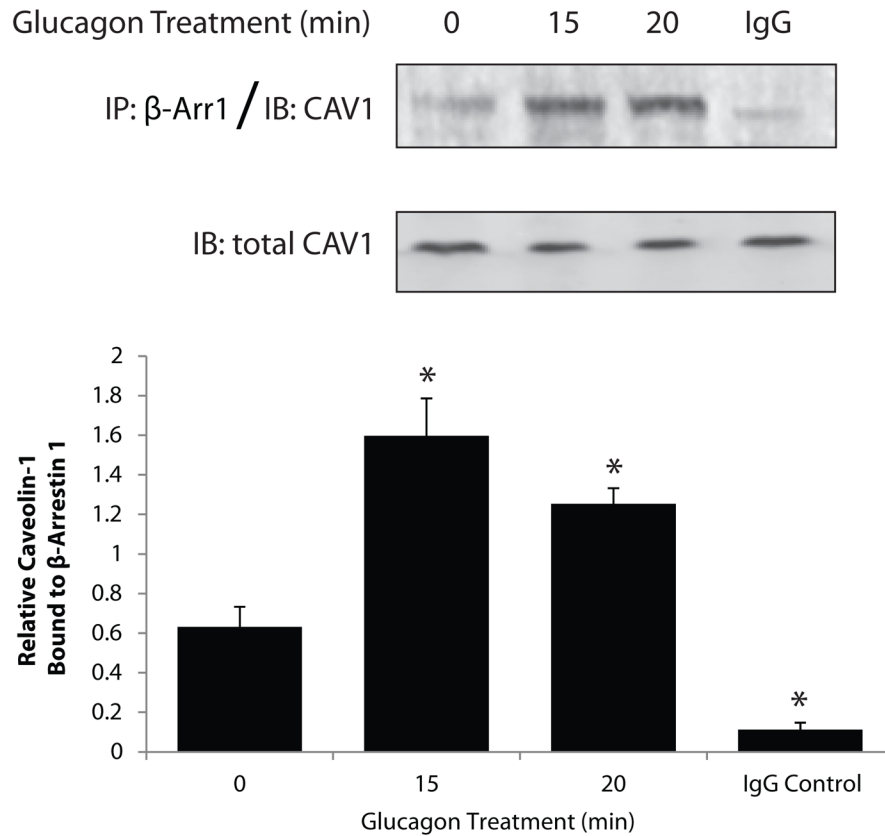 Glucagon Treatment (min) 0 15 20 IgG
IP: β-Arr1 / IB: CAV1
IB: total CAV1
2
1.8
1.6
1.4
1.2
1
0.8
0.6
0.4
0.2
0
Relative Caveolin-1
Bound to β-Arrestin 1
* * *
0 15 20 IgG Control
Glucagon Treatment (min)